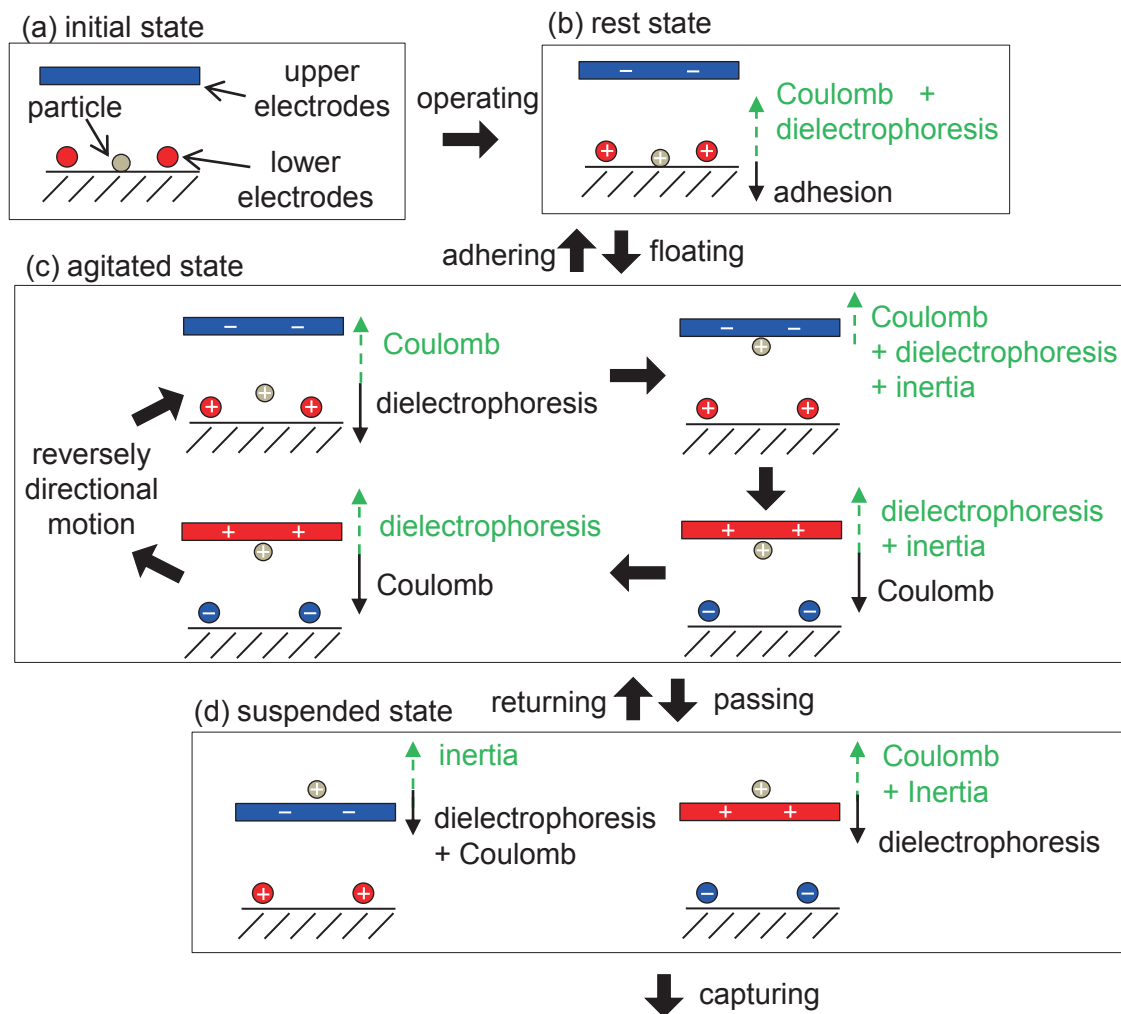 (a) initial state
upper
electrodes
particle
lower
electrodes
operating
(b) rest state
− −
Coulomb +
dielectrophoresis
+ +
adhesion
adhering
floating
(c) agitated state
− −
Coulomb
+
dielectrophoresis
+ +
− −
+
Coulomb
+ dielectrophoresis
+ inertia
+ +
reversely
directional
motion
+ +
+
dielectrophoresis
Coulomb
− −
+ +
+
dielectrophoresis
+ inertia
Coulomb
− −
returning
passing
(d) suspended state
+
inertia
− −
dielectrophoresis
+ Coulomb
+ +
+
Coulomb
+ Inertia
+ +
dielectrophoresis
− −
capturing